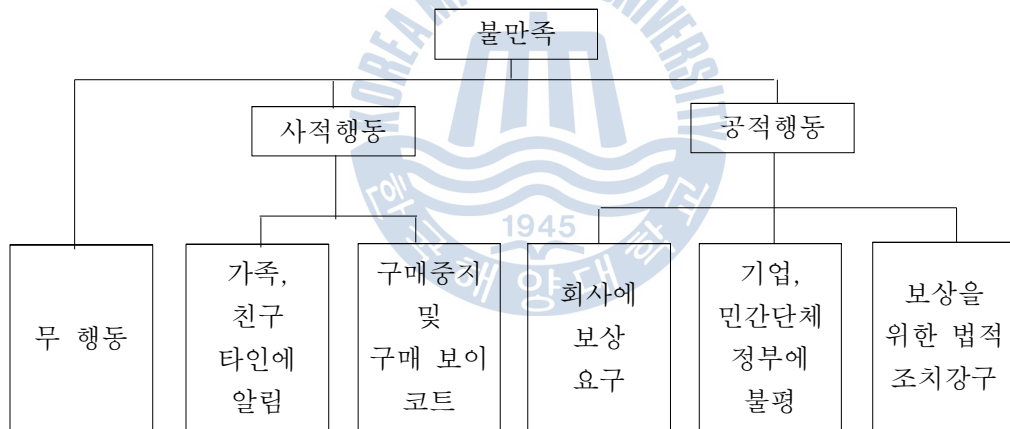 불만족
사적행동
공적행동
무 행동
가족,
친구
타인에
알림
구매중지
및
구매 보이
코트
회사에
보상
요구
기업,
민간단체
정부에
불평
보상을
위한 법적
조치강구
1945